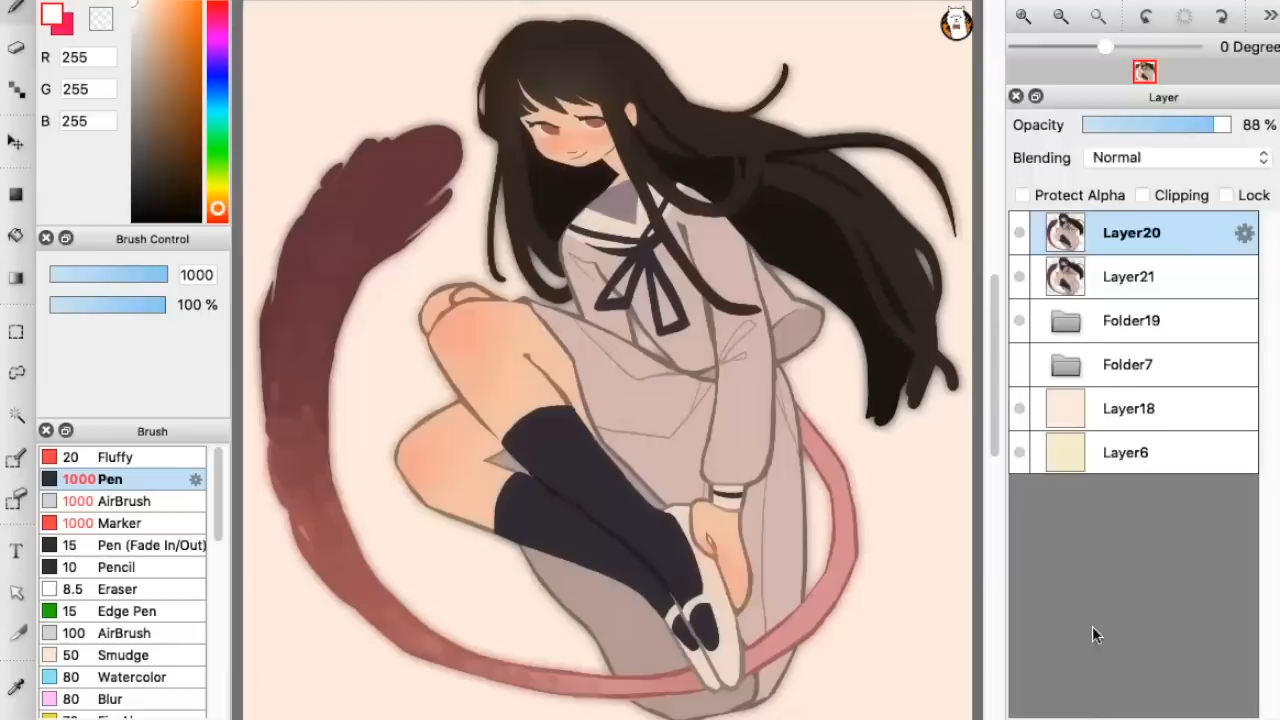 R 255
G 255
B 255
Brush Control
1000
100 %
Brush
20 Fluffy
1000 Pen
1000 AirBrush
1000 Marker
15 Pen (Fade In/Out)
10 Pencil
8.5 Eraser
15 Edge Pen
100 AirBrush
50 Smudge
80 Watercolor
80 Blur
T
0 Degree
Layer
Opacity 88 %
Blending Normal
Protect Alpha Clipping Lock
Layer20
Layer21
Folder19
Folder7
Layer18
Layer6